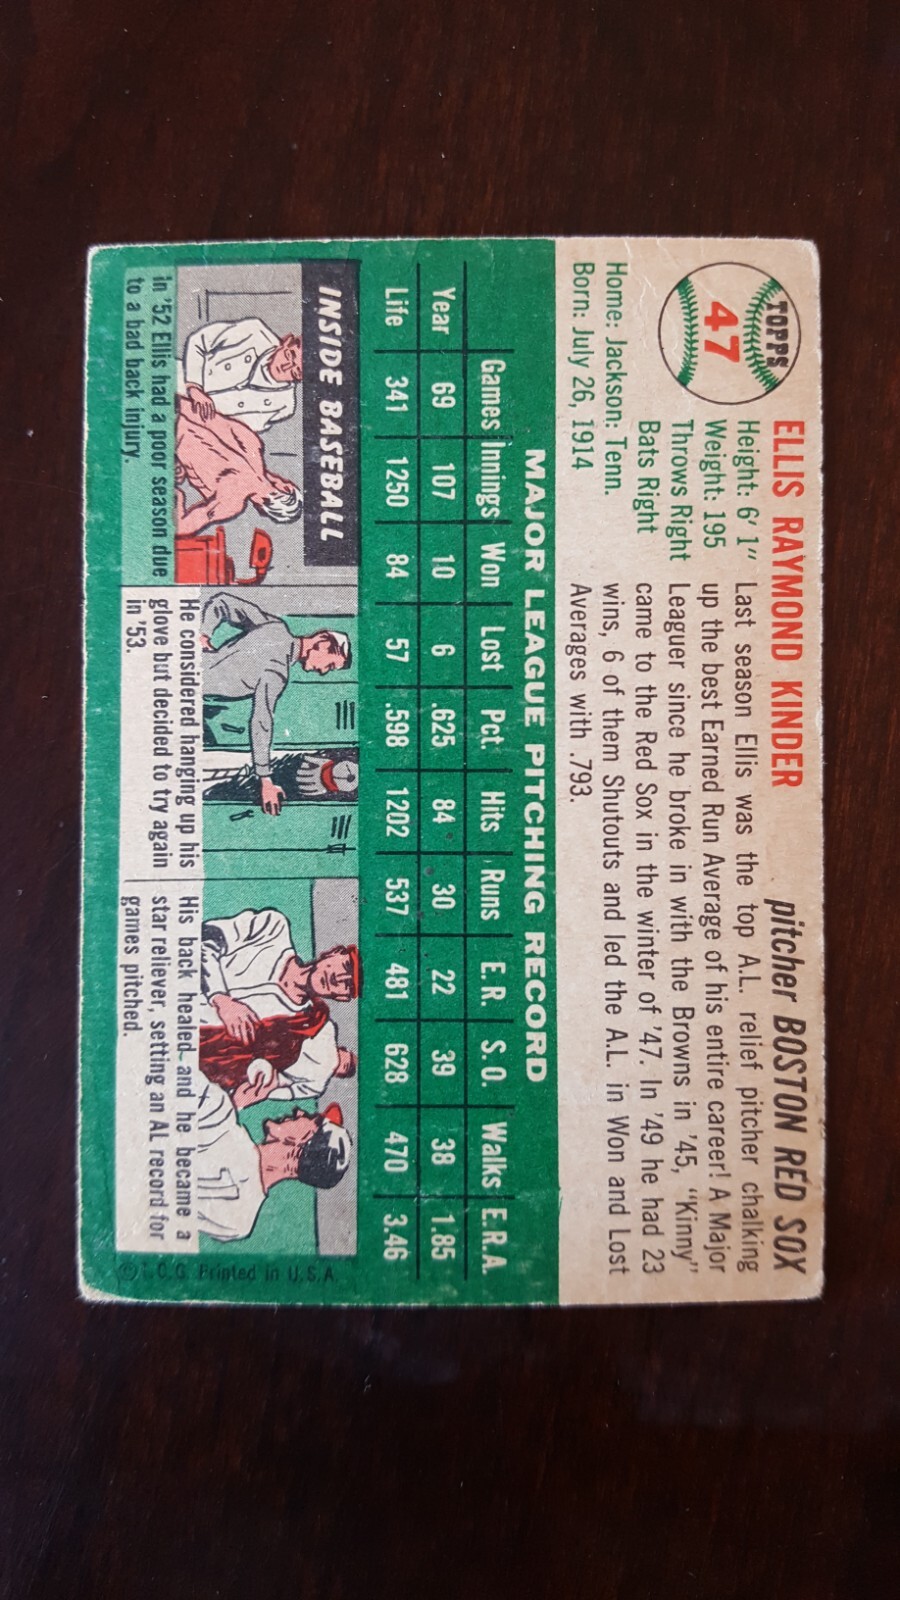 TOPPS
47
ELLIS RAYMOND KINDER pitcher BOSTON RED SOX
Height: 6' 1"
Weight: 195
Throws Right
Bats Right
Home: Jackson: Tenn.
Born: July 26, 1914
Last season Ellis was the top A.L. relief pitcher chalking
up the best Earned Run Average of his entire career! A Major
Leaguer since he broke in with the Browns in '45, "Kinny"
came to the Red Sox in the winter of '47. In '49 he had 23
wins, 6 of them Shutouts and led the A.L. in Won and Lost
Averages with .793.
MAJOR LEAGUE PITCHING RECORD
Games Innings Won Lost Pct. Hits Runs E.R. S.O. Walks E.R.A.
Year 69 107 10 6 .625 84 30 22 39 38 1.85
Life 341 1250 84 57 .598 1202 537 481 628 470 3.46
INSIDE BASEBALL
in '52 Ellis had a poor season due
to a bad back injury.
He considered hanging up his
glove but decided to try again
in '53.
His back healed and he became a
star reliever, setting an AL record for
games pitched.
© T.C.G. Printed in U.S.A.